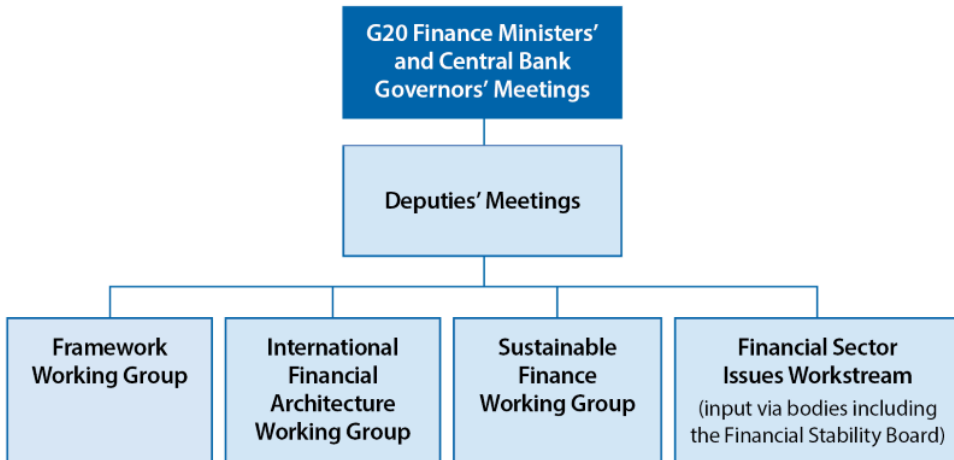 G20 Finance Ministers’
and Central Bank
Governors’ Meetings
Deputies’ Meetings
Framework
Working Group
International
Financial
Architecture
Working Group
Sustainable
Finance
Working Group
Financial Sector
Issues Workstream
(input via bodies including
the Financial Stability Board)